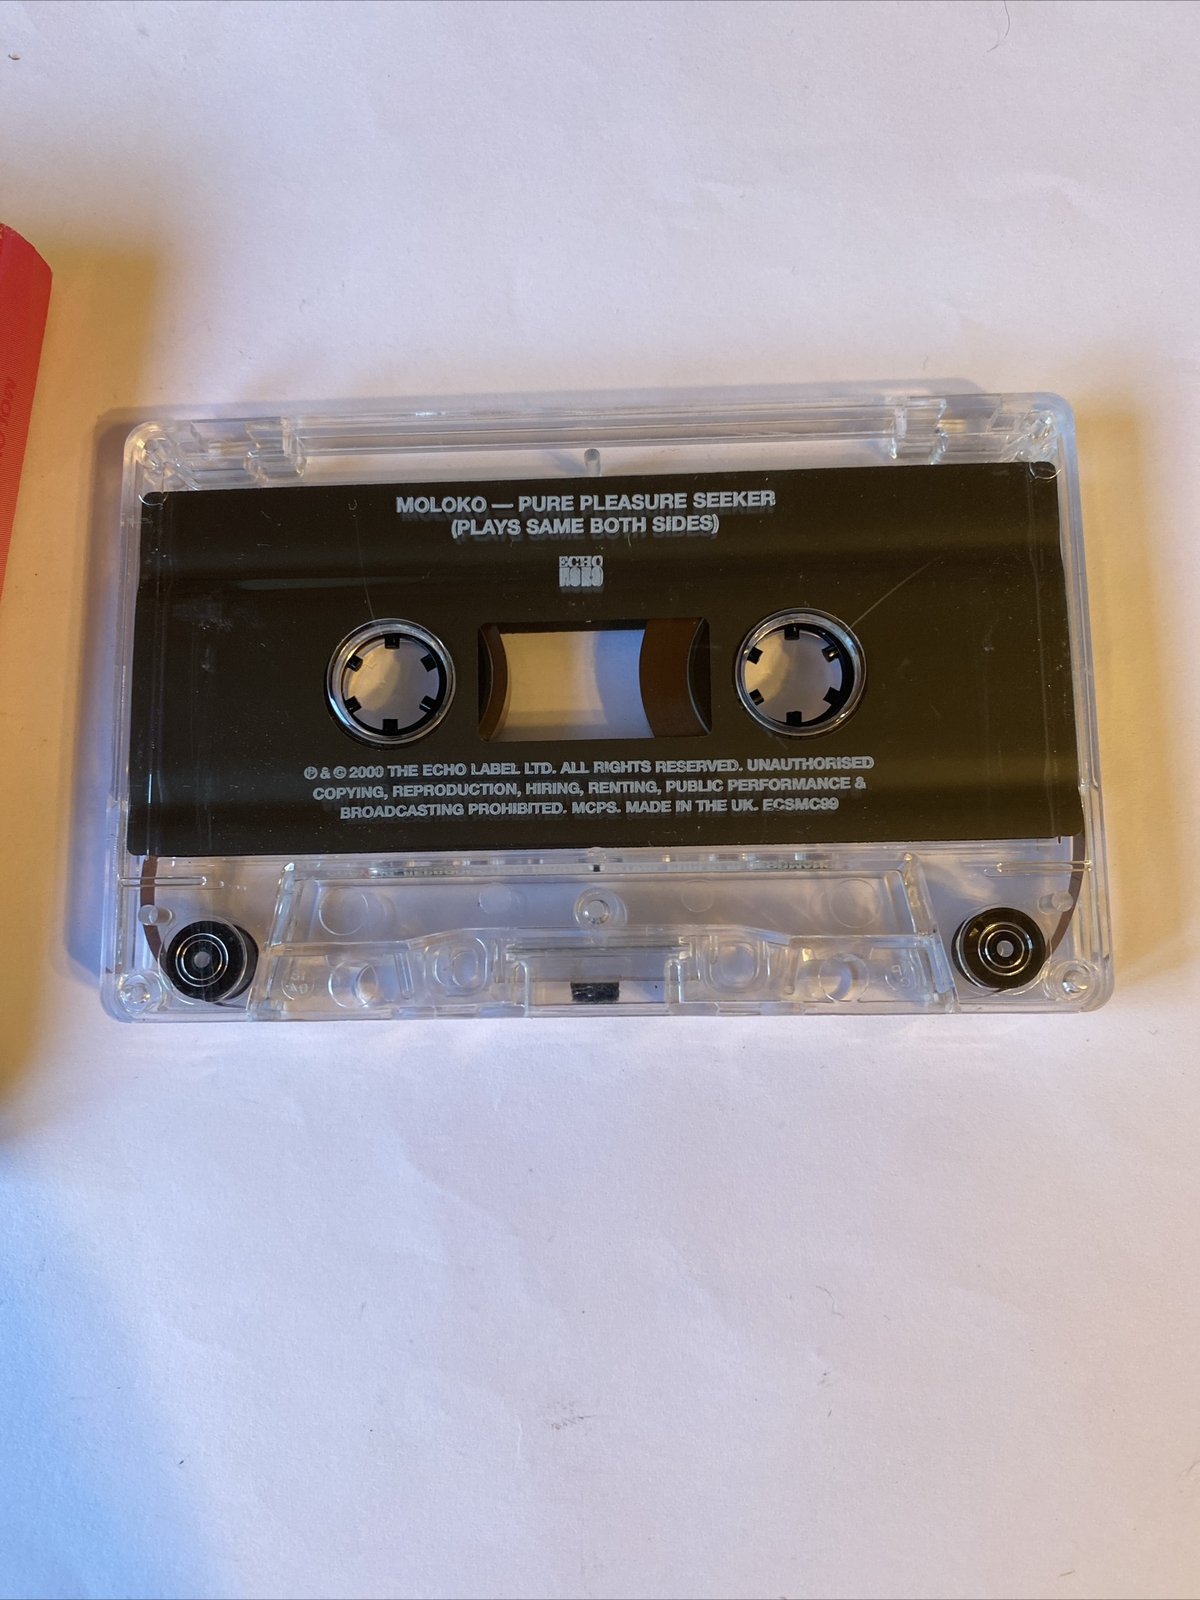 MOLOKO — PURE PLEASURE SEEKER
(PLAYS SAME BOTH SIDES)
ECHO
℗ & © 2000 THE ECHO LABEL LTD. ALL RIGHTS RESERVED. UNAUTHORISED
COPYING, REPRODUCTION, HIRING, RENTING, PUBLIC PERFORMANCE &
BROADCASTING PROHIBITED. MCPS. MADE IN THE UK. ECSMC99